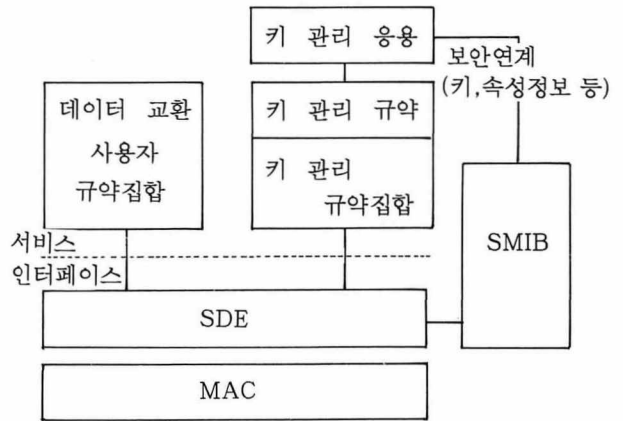 키 관리 응용
보안연계
(키,속성정보 등)
데이터 교환
사용자
규약집합
키 관리 규약
키 관리
규약집합
SMIB
서비스
인터페이스
SDE
MAC